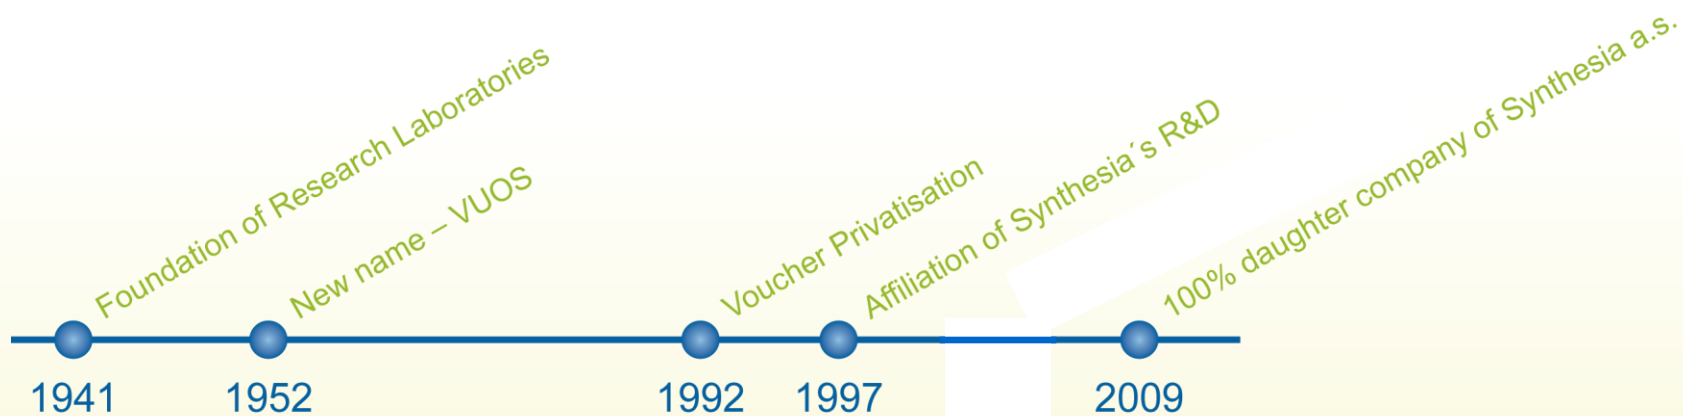 Foundation of Research Laboratories
New name – VUOS
Voucher Privatisation
Affiliation of Synthesia´s R&D
100% daughter company of Synthesia a.s.
1941
1952
1992
1997
2009